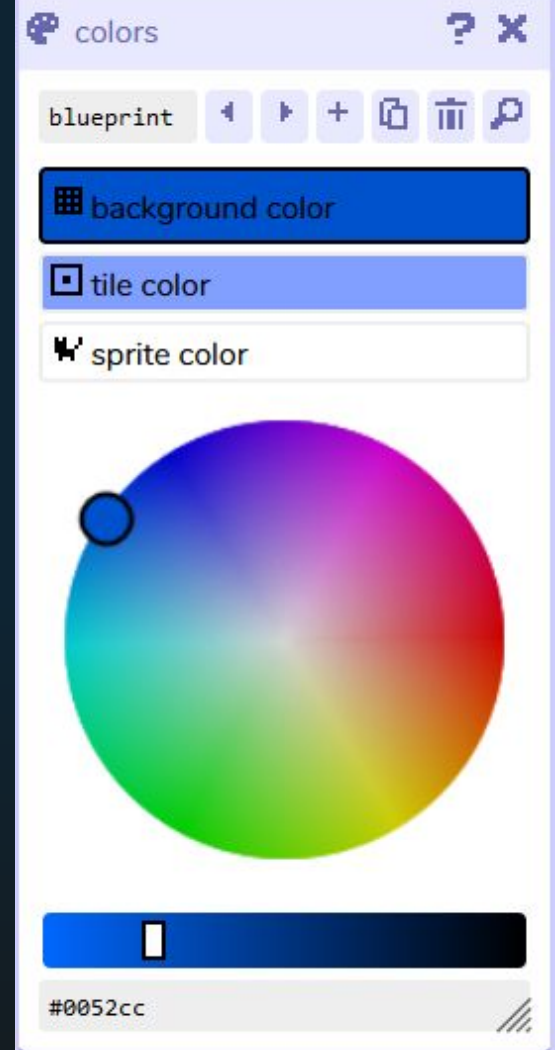 colors
blueprint
background color
tile color
sprite color
#0052cc